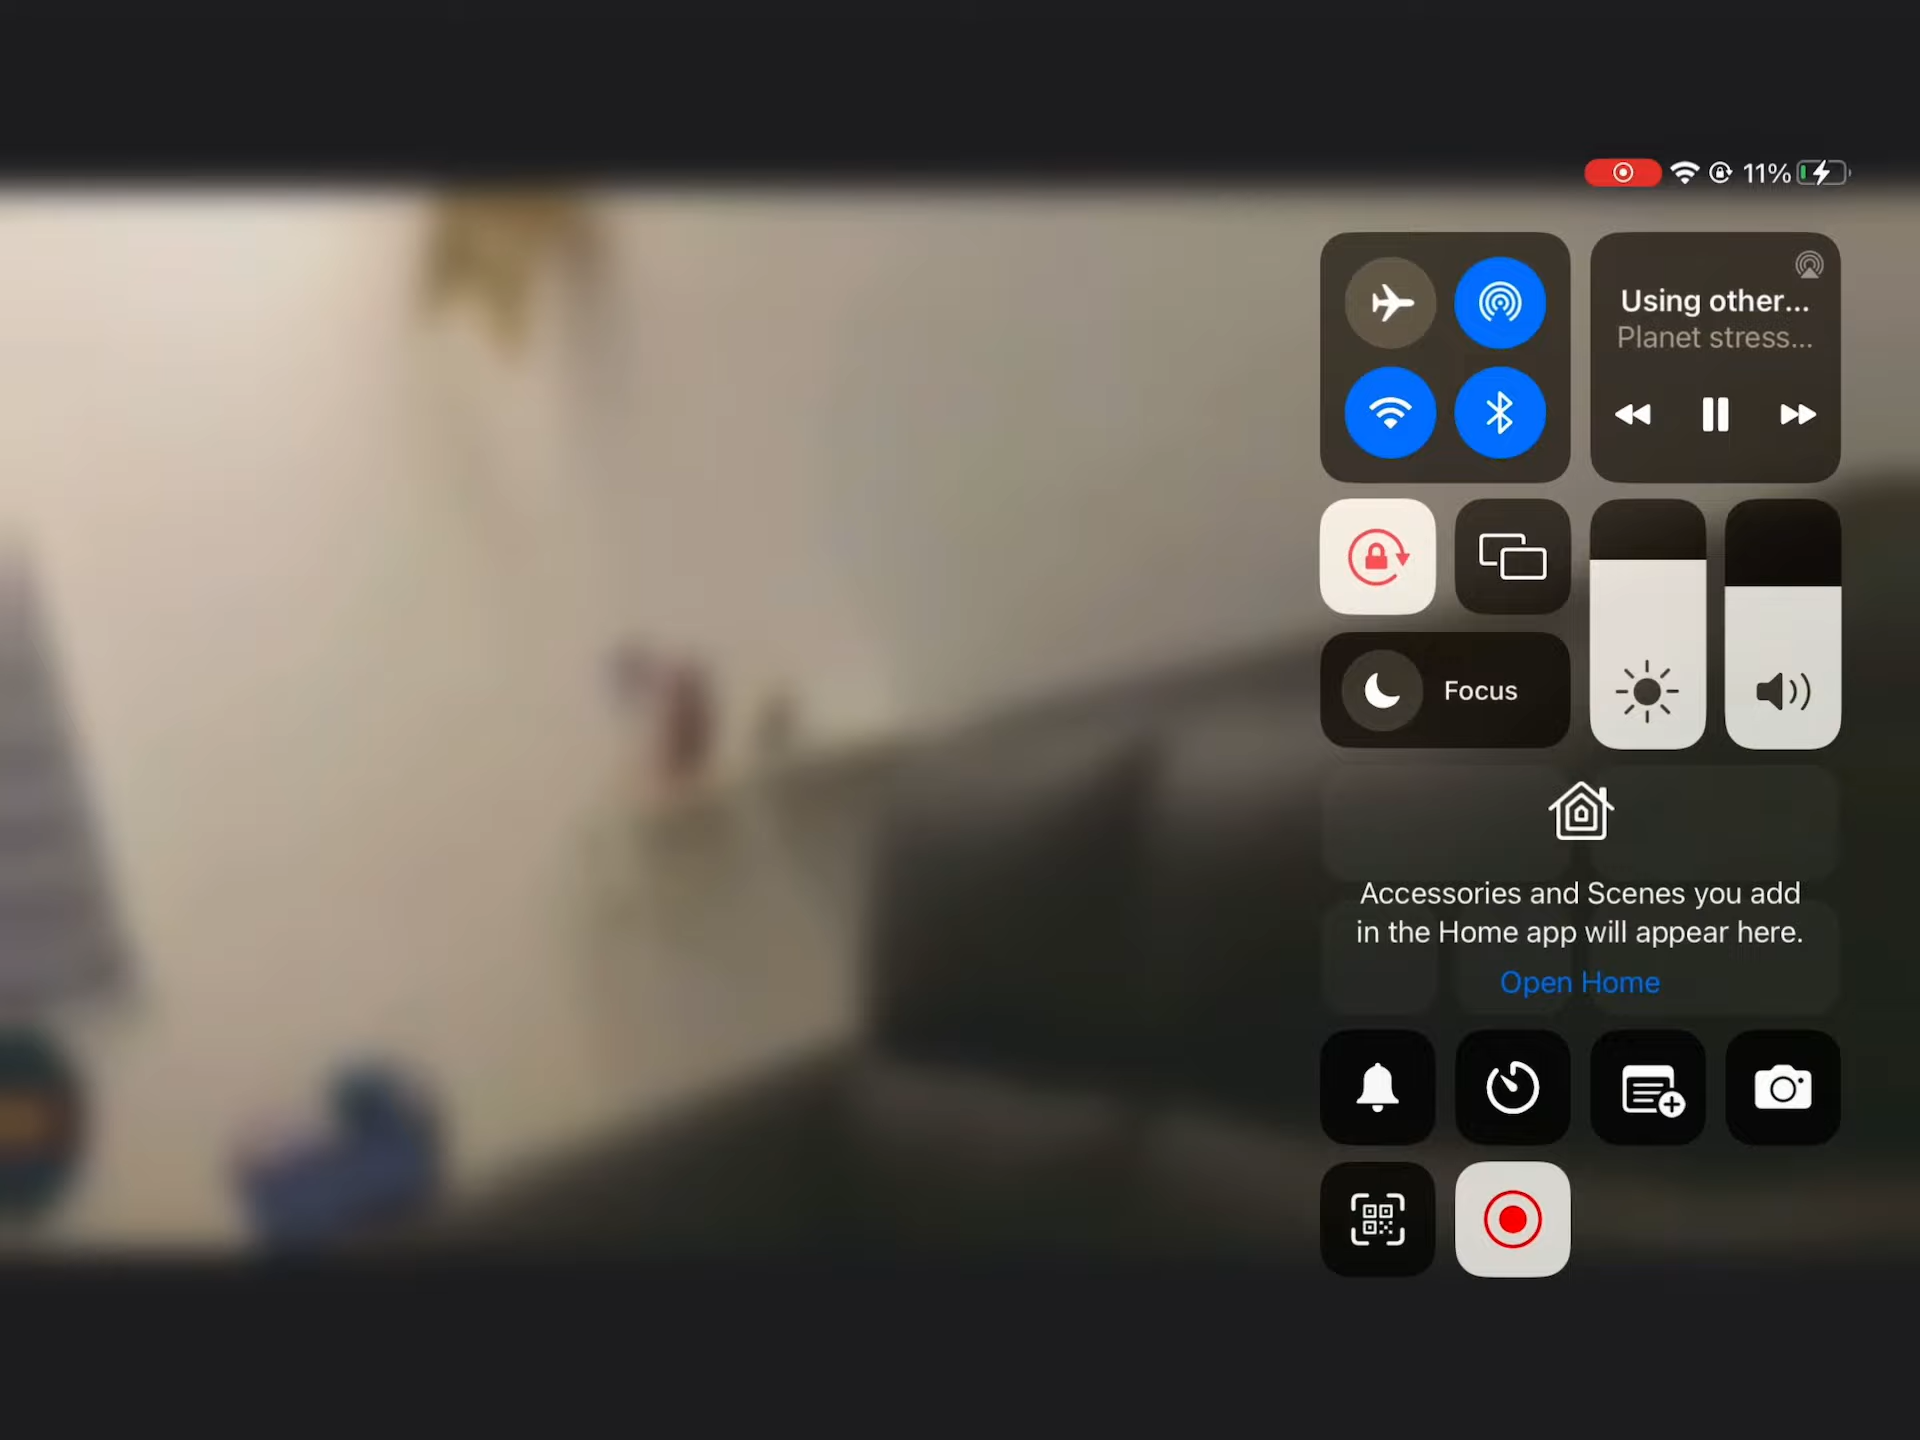 11%
Using other...
Planet stress...
Focus
Accessories and Scenes you add
in the Home app will appear here.
Open Home